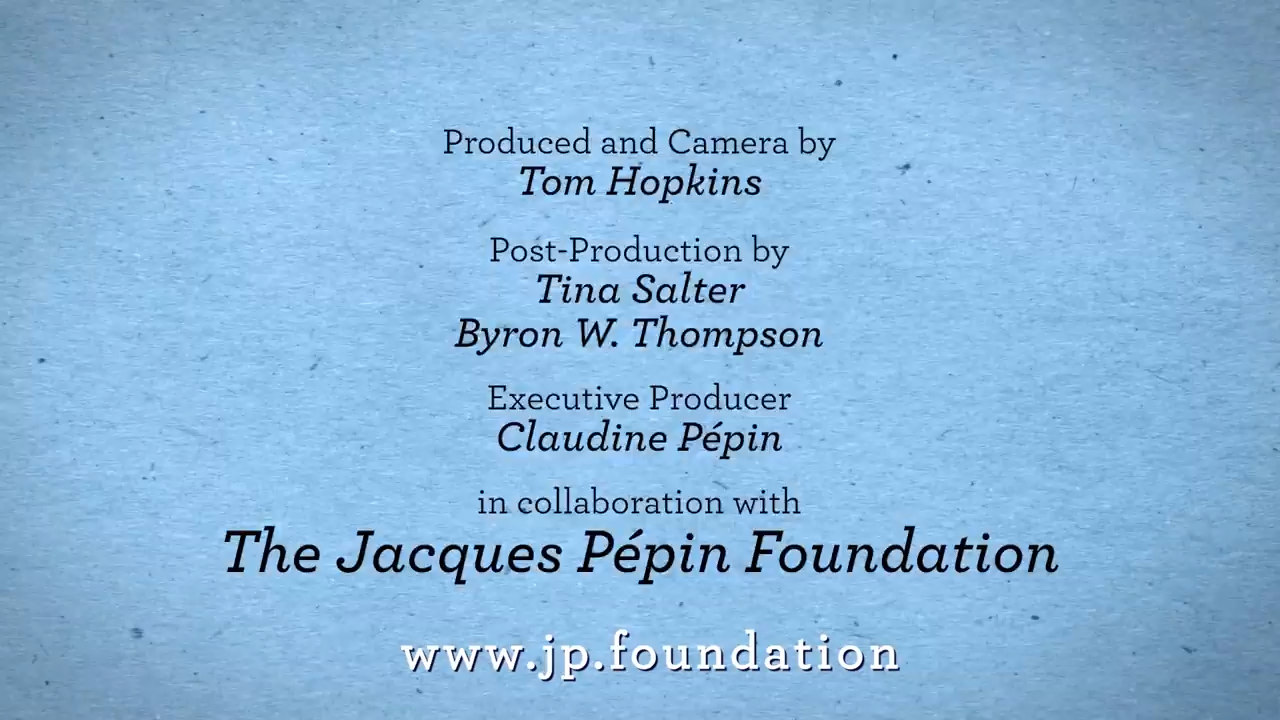 Produced and Camera by
Tom Hopkins
Post-Production by
Tina Salter
Byron W. Thompson
Executive Producer
Claudine Pépin
in collaboration with
The Jacques Pépin Foundation
www.jp.foundation